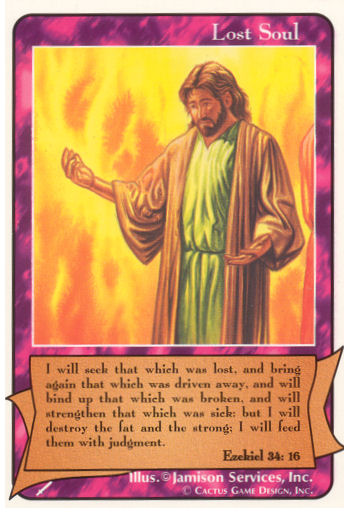 Lost Soul
I will seek that which was lost, and bring
again that which was driven away, and will
bind up that which was broken, and will
strengthen that which was sick: but I will
destroy the fat and the strong; I will feed
them with judgment.
Ezekiel 34: 16
Illus. © Jamison Services, Inc.
© Cactus Game Design, Inc.